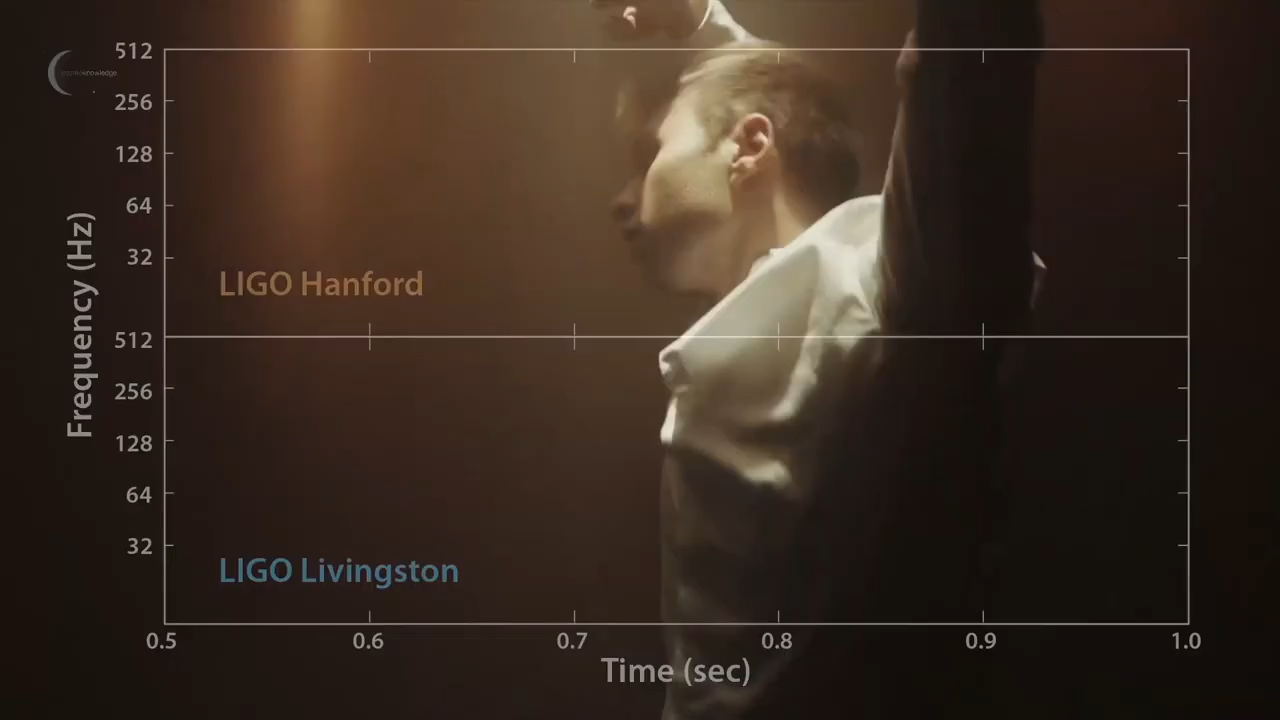 512
256
128
64
32
LIGO Hanford
512
256
128
64
32
LIGO Livingston
Frequency (Hz)
0.5 0.6 0.7 0.8 0.9 1.0
Time (sec)